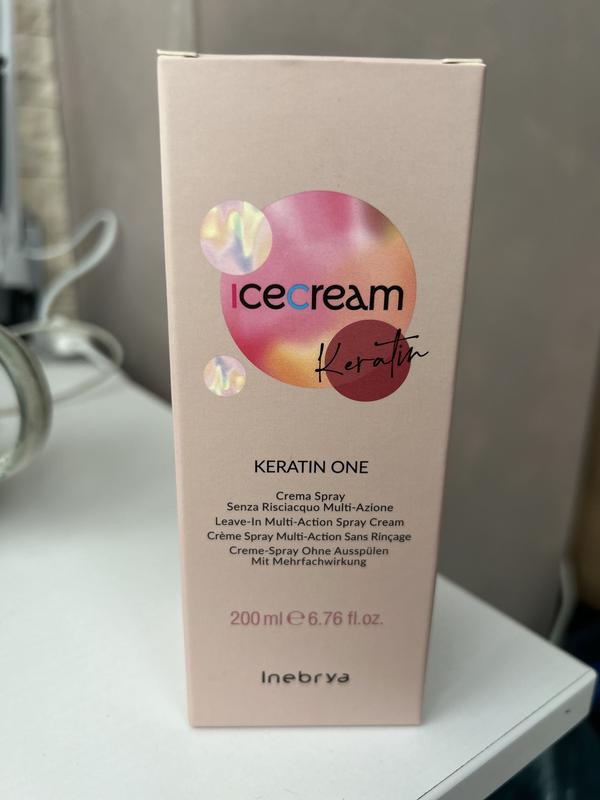 ıcecream
Keratin
KERATIN ONE
Crema Spray
Senza Risciacquo Multi-Azione
Leave-In Multi-Action Spray Cream
Crème Spray Multi-Action Sans Rinçage
Creme-Spray Ohne Ausspülen
Mit Mehrfachwirkung
200 ml ℮ 6.76 fl.oz.
Inebrya